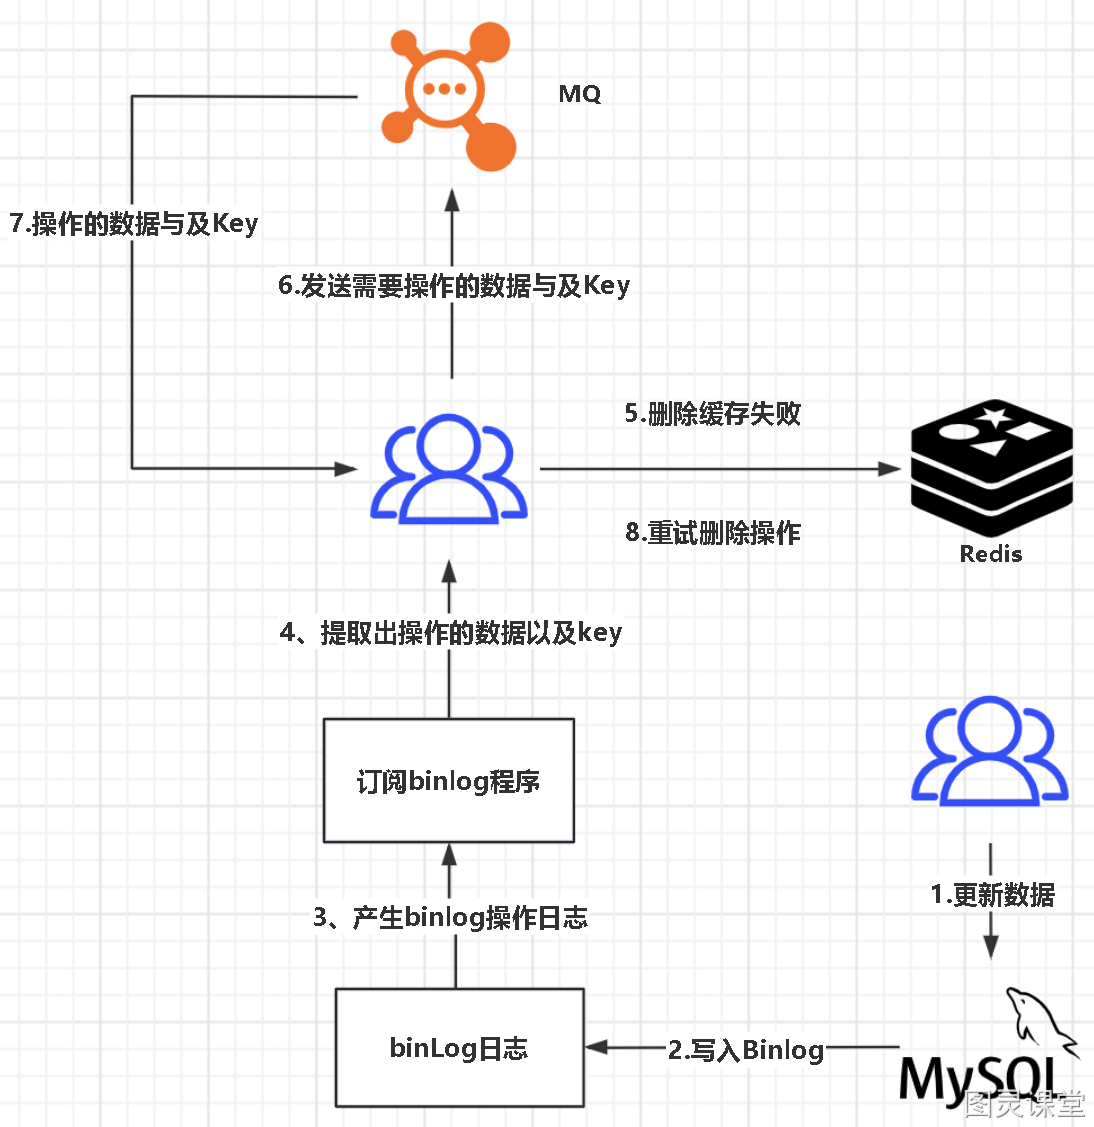 MQ
7.操作的数据与及Key
6.发送需要操作的数据与及Key
5.删除缓存失败
8.重试删除操作
Redis
4、提取出操作的数据以及key
订阅binlog程序
1.更新数据
3、产生binlog操作日志
binLog日志
2.写入Binlog
MySQL
图灵课堂